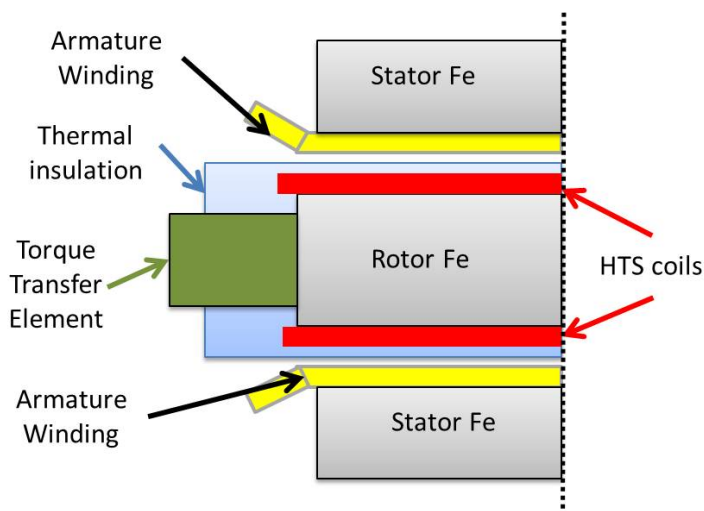 Armature
Winding
Stator Fe
Thermal
insulation
Torque
Transfer
Element
Rotor Fe
HTS coils
Armature
Winding
Stator Fe